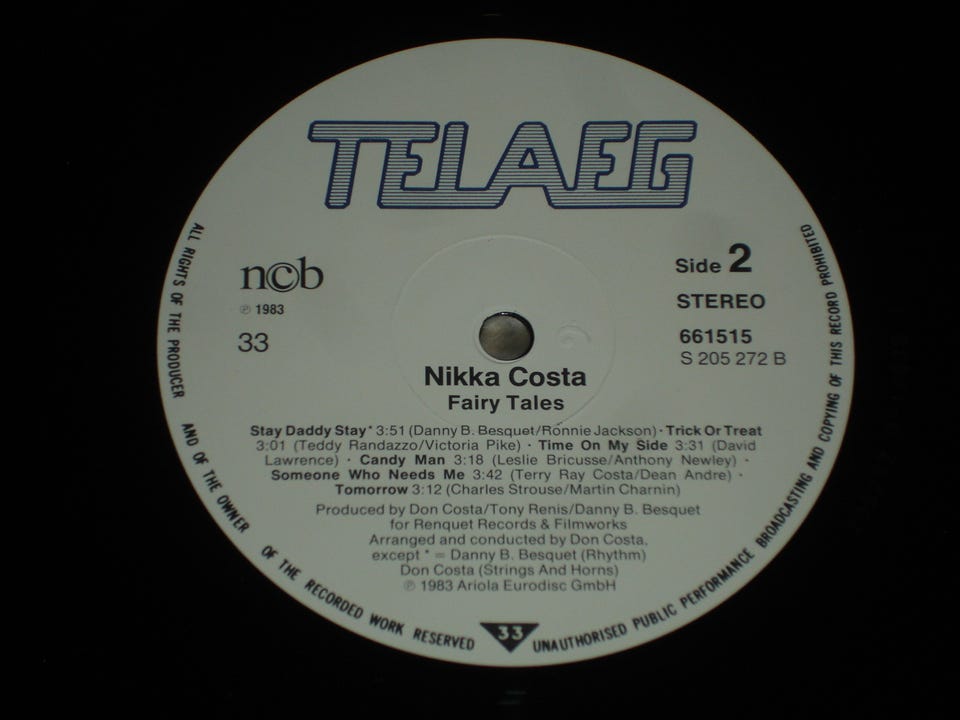 TELAEG
ncb
℗ 1983
33
Side 2
STEREO
661515
S 205 272 B
Nikka Costa
Fairy Tales
Stay Daddy Stay* 3:51 (Danny B. Besquet/Ronnie Jackson) · Trick Or Treat
3:01 (Teddy Randazzo/Victoria Pike) · Time On My Side 3:31 (David
Lawrence) · Candy Man 3:18 (Leslie Bricusse/Anthony Newley) ·
Someone Who Needs Me 3:42 (Terry Ray Costa/Dean Andre) ·
Tomorrow 3:12 (Charles Strouse/Martin Charnin)
Produced by Don Costa/Tony Renis/Danny B. Besquet
for Renquet Records & Filmworks
Arranged and conducted by Don Costa,
except * = Danny B. Besquet (Rhythm)
Don Costa (Strings And Horns)
℗ 1983 Ariola Eurodisc GmbH
ALL RIGHTS OF THE PRODUCER AND OF THE OWNER OF THE RECORDED WORK RESERVED
33
UNAUTHORISED PUBLIC PERFORMANCE BROADCASTING AND COPYING OF THIS RECORD PROHIBITED